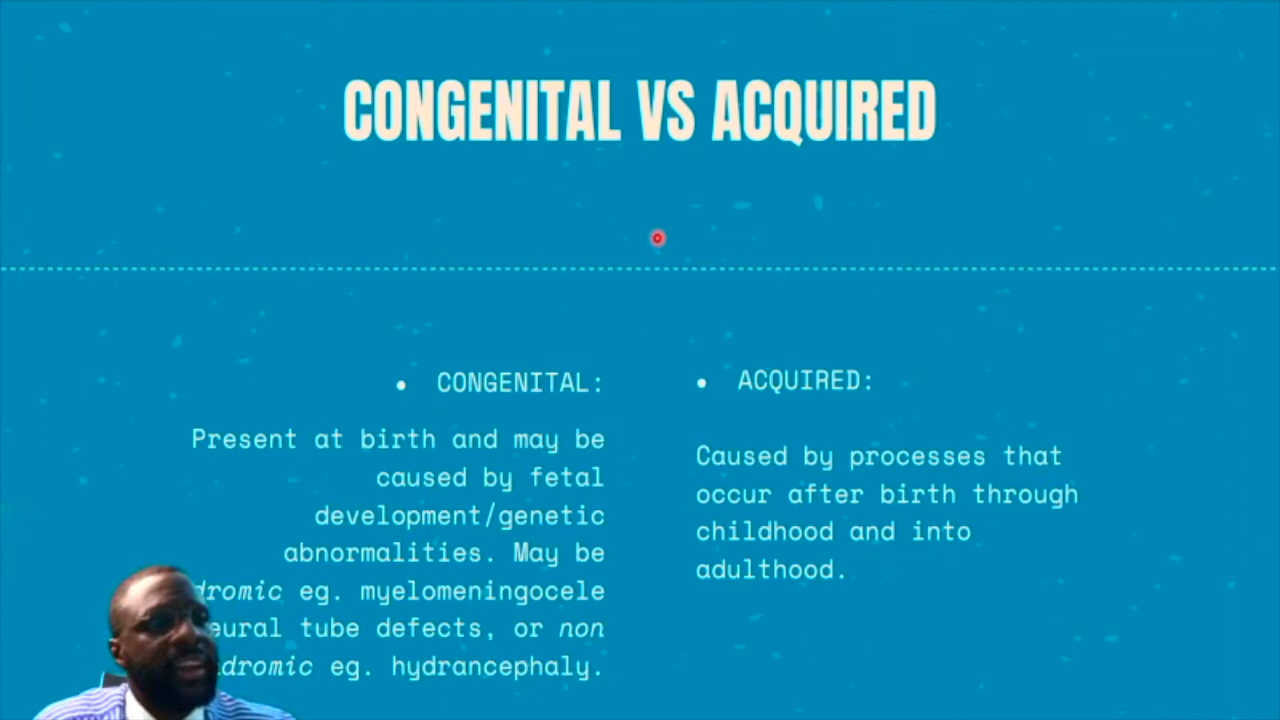 CONGENITAL VS ACQUIRED
• CONGENITAL:
Present at birth and may be
caused by fetal
development/genetic
abnormalities. May be
eg. myelomeningocele
tube defects, or non
eg. hydrancephaly.
• ACQUIRED:
Caused by processes that
occur after birth through
childhood and into
adulthood.